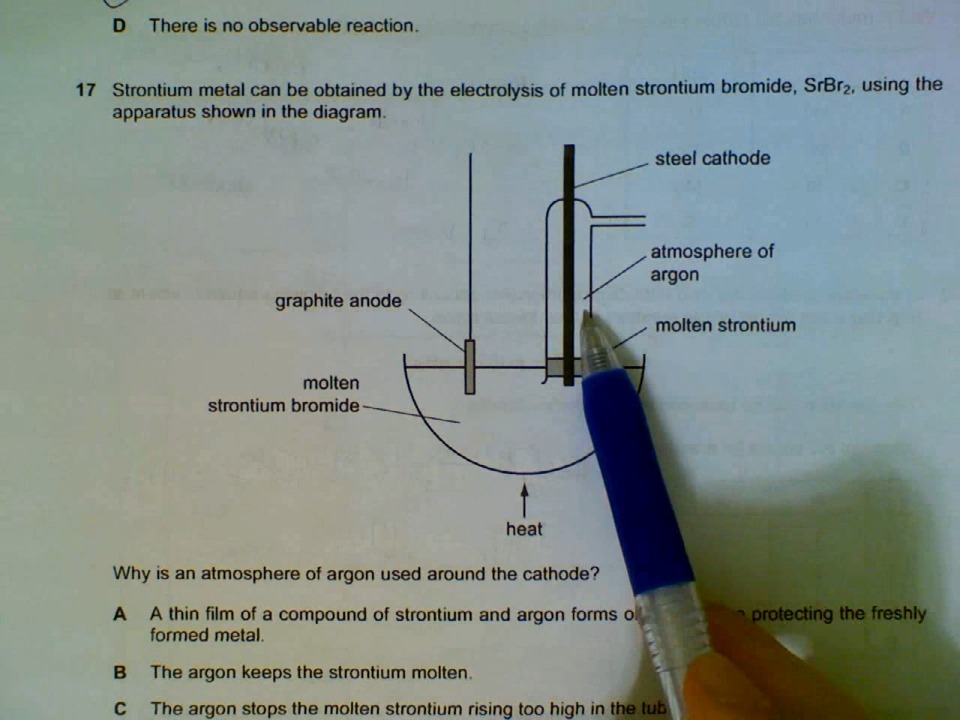 D There is no observable reaction.
17 Strontium metal can be obtained by the electrolysis of molten strontium bromide, SrBr₂, using the
apparatus shown in the diagram.
steel cathode
atmosphere of
argon
graphite anode
molten strontium
molten
strontium bromide
heat
Why is an atmosphere of argon used around the cathode?
A A thin film of a compound of strontium and argon forms protecting the freshly
formed metal.
B The argon keeps the strontium molten.
C The argon stops the molten strontium rising too high in the